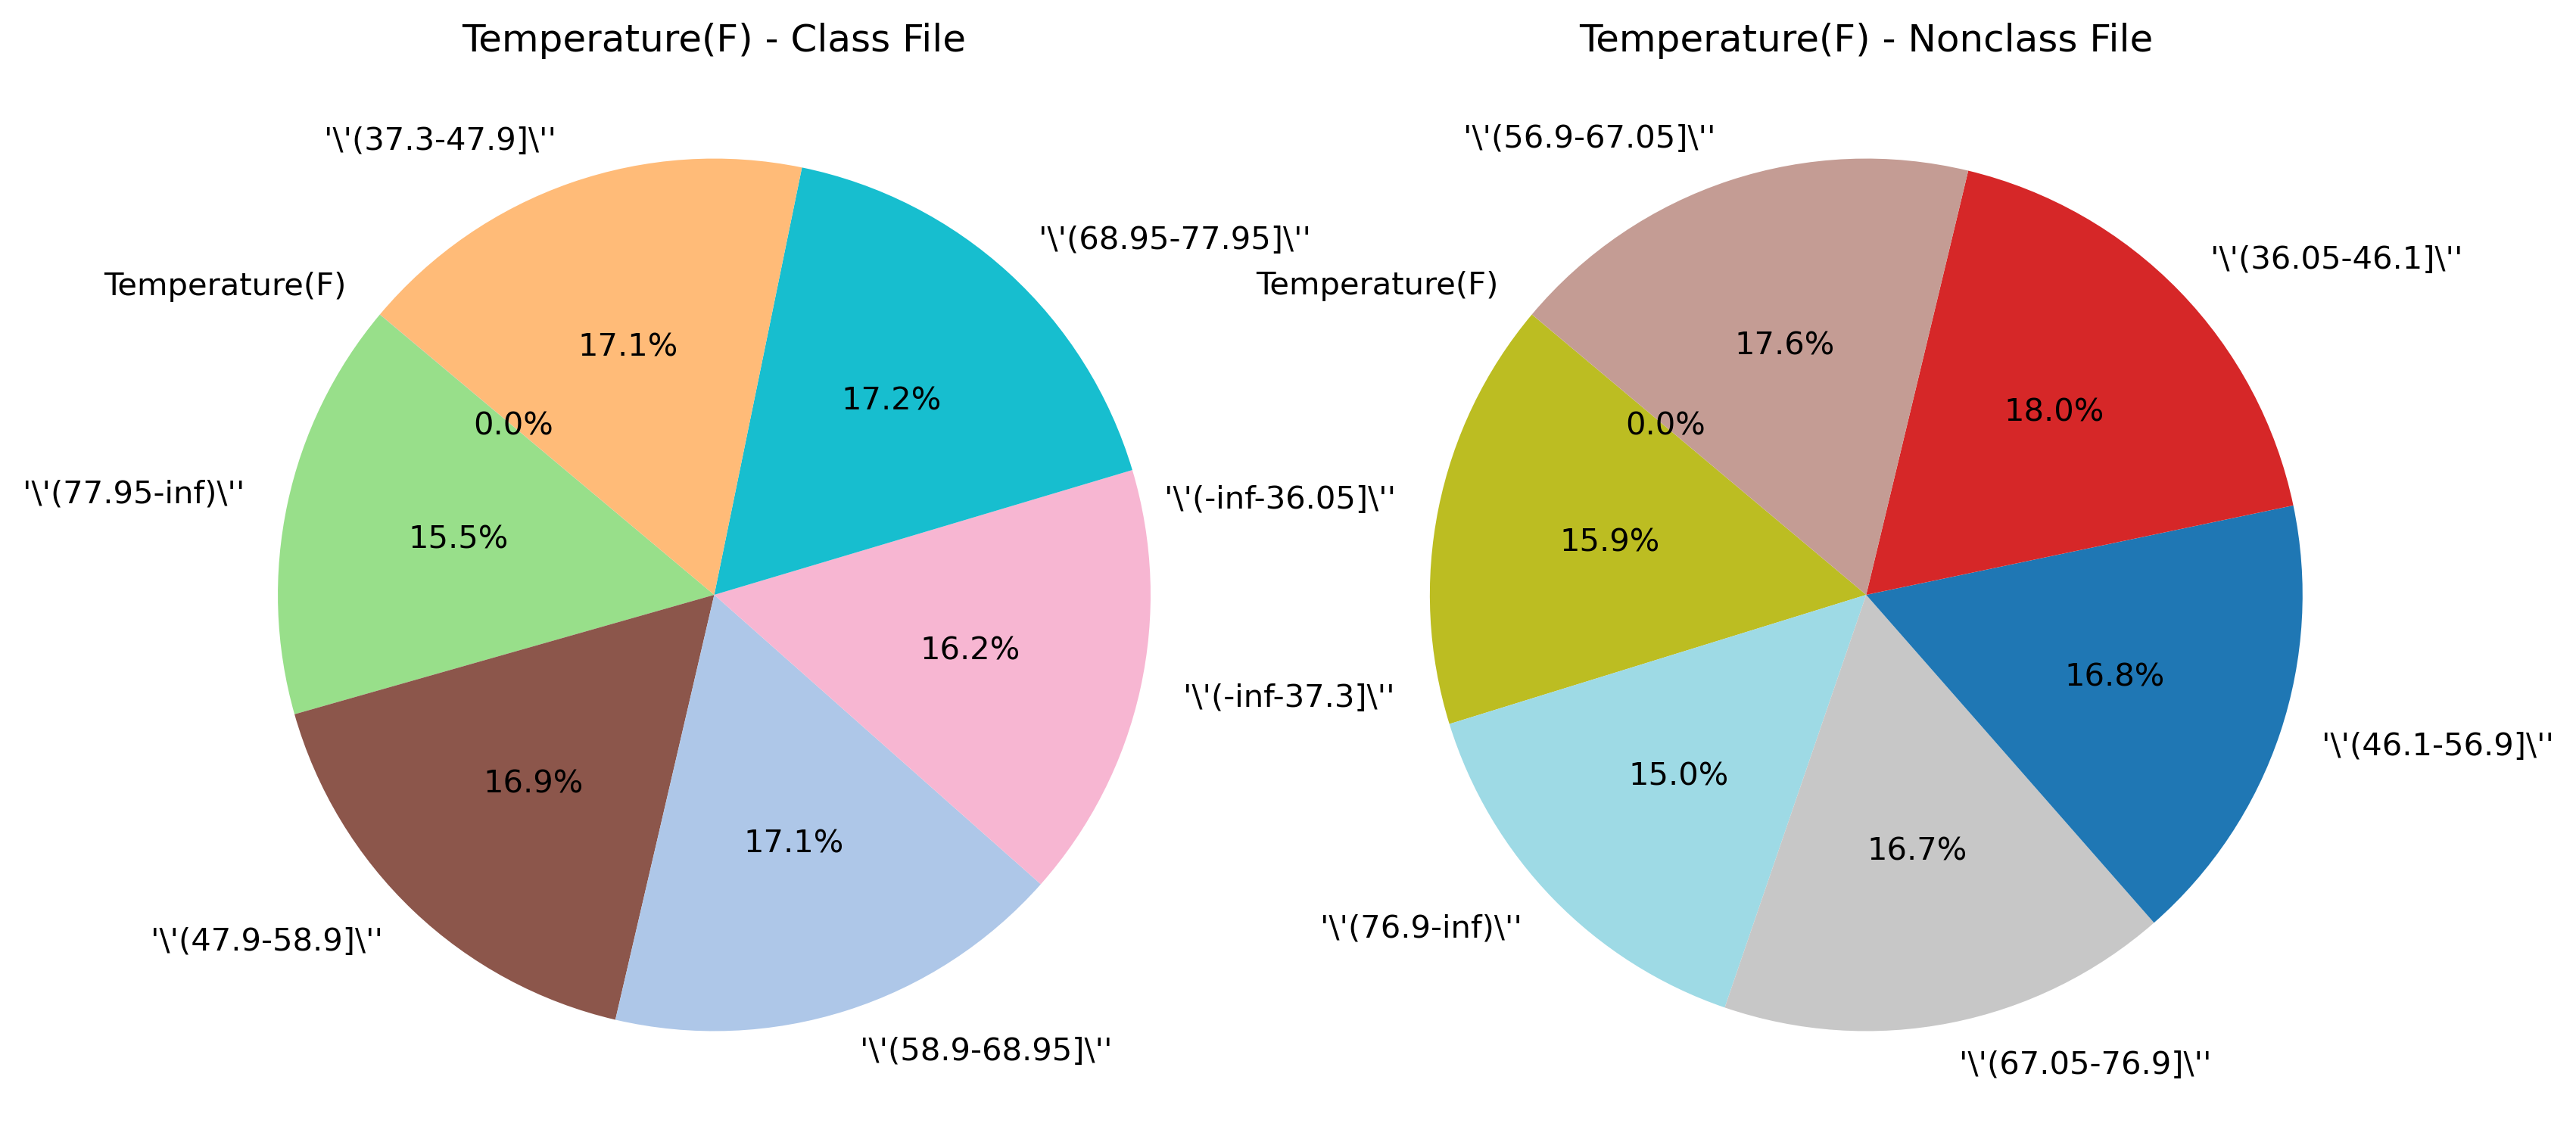 Temperature(F) - Class File
'\'(37.3-47.9]\''
'\'(68.95-77.95]\''
Temperature(F)
17.1%
17.2%
0.0%
'\'(77.95-inf)\''
15.5%
16.2%
'\'(-inf-37.3]\''
16.9%
17.1%
'\'(47.9-58.9]\''
'\'(58.9-68.95]\''
Temperature(F) - Nonclass File
'\'(56.9-67.05]\''
'\'(36.05-46.1]\''
Temperature(F)
17.6%
18.0%
0.0%
'\'(-inf-36.05]\''
15.9%
16.8%
'\'(46.1-56.9]\''
15.0%
16.7%
'\'(76.9-inf)\''
'\'(67.05-76.9]\''